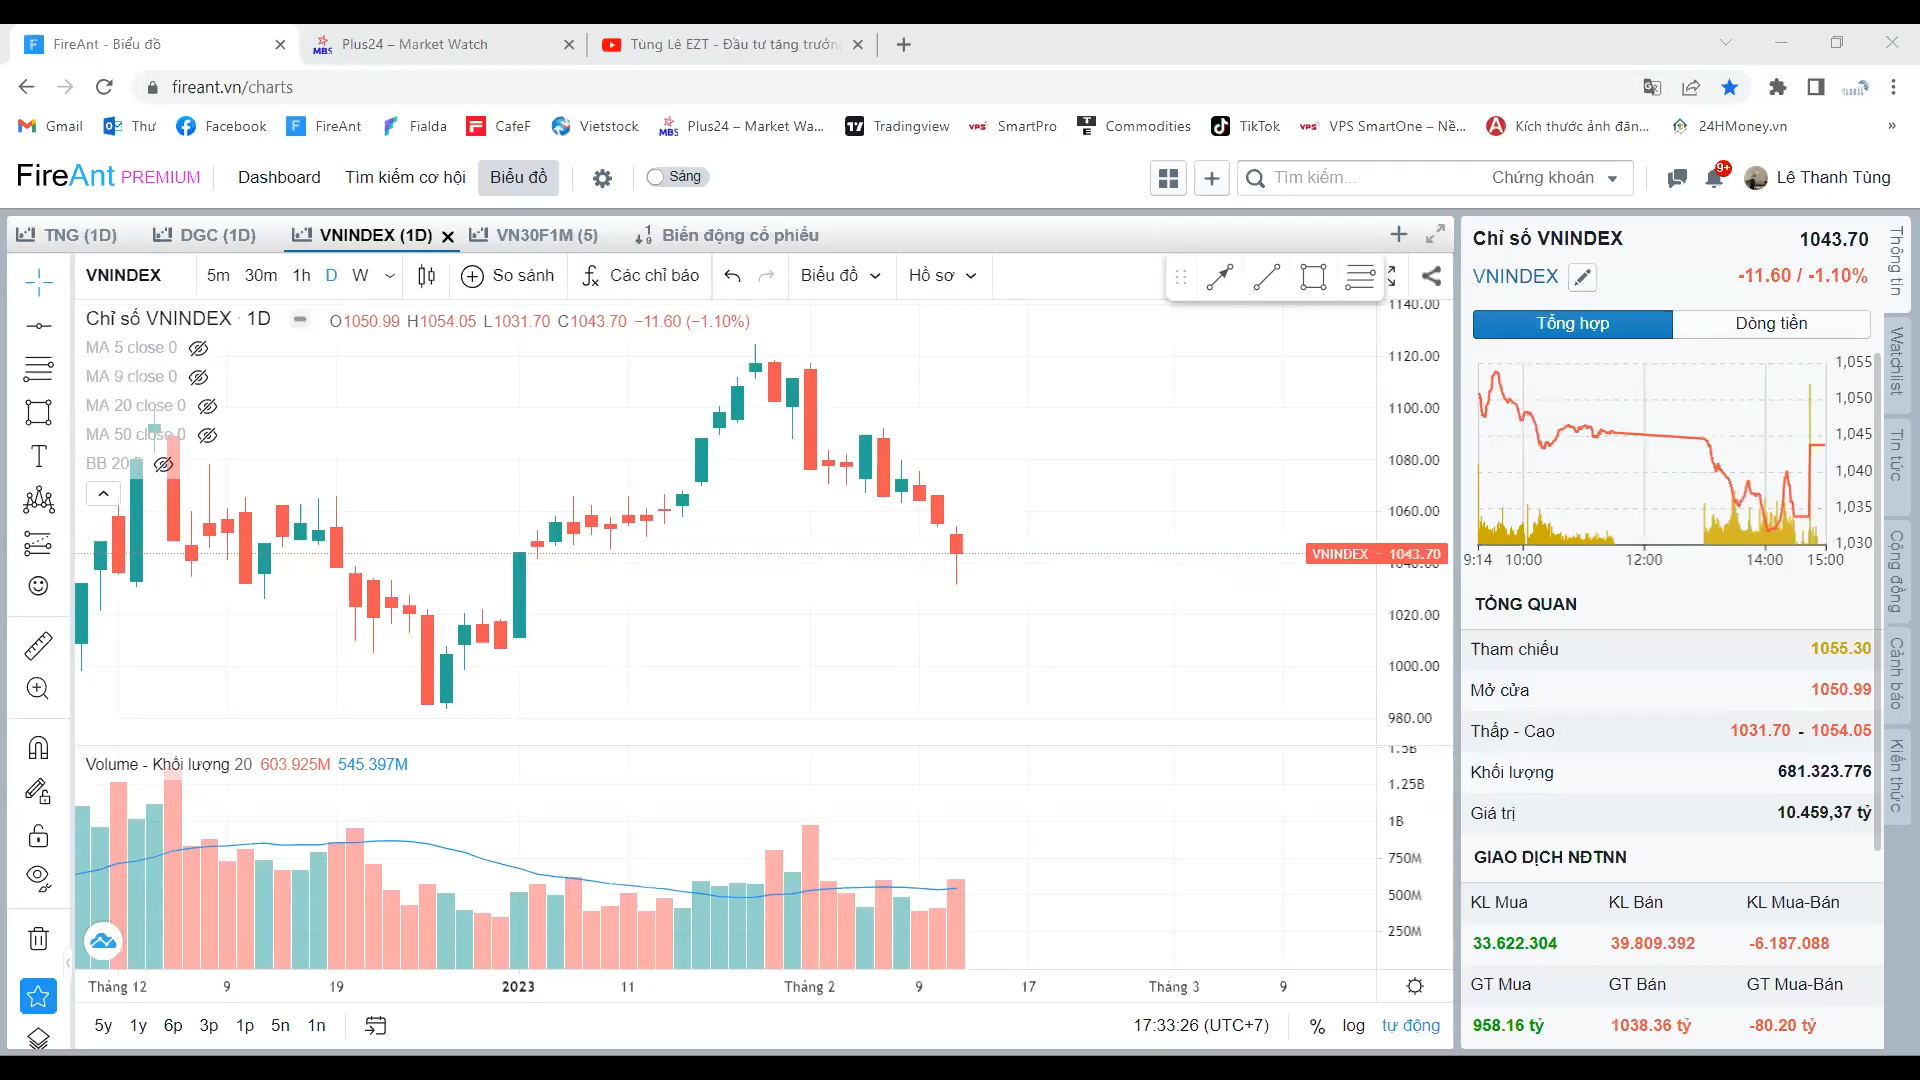 FireAnt - Biểu đồ
MBS Plus24 – Market Watch
Tùng Lê EZT - Đầu tư tăng trưởng
fireant.vn/charts
Gmail Thư Facebook FireAnt Fialda CafeF Vietstock MBS Plus24 – Market Wa... Tradingview VPS SmartPro Commodities TikTok VPS SmartOne – Nề... Kích thước ảnh đăn... 24HMoney.vn »
FireAnt PREMIUM Dashboard Tìm kiếm cơ hội Biểu đồ Sáng Tìm kiếm... Chứng khoán 9+ Lê Thanh Tùng
TNG (1D) DGC (1D) VNINDEX (1D) VN30F1M (5) Biến động cổ phiếu
VNINDEX 5m 30m 1h D W So sánh Các chỉ báo Biểu đồ Hồ sơ
Chỉ số VNINDEX · 1D O1050.99 H1054.05 L1031.70 C1043.70 −11.60 (−1.10%)
MA 5 close 0
MA 9 close 0
MA 20 close 0
MA 50 close 0
BB 20
1140.00
1120.00
1100.00
1080.00
1060.00
VNINDEX − 1043.70
1040.00
1020.00
1000.00
980.00
Volume - Khối lượng 20 603.925M 545.397M
1.5B
1.25B
1B
750M
500M
250M
Tháng 12 9 19 2023 11 Tháng 2 9 17 Tháng 3 9
5y 1y 6p 3p 1p 5n 1n 17:33:26 (UTC+7) % log tự động
Chỉ số VNINDEX 1043.70
VNINDEX -11.60 / -1.10%
Tổng hợp Dòng tiền
1,055
1,050
1,045
1,040
1,035
1,030
9:14 10:00 12:00 14:00 15:00
TỔNG QUAN
Tham chiếu 1055.30
Mở cửa 1050.99
Thấp - Cao 1031.70 - 1054.05
Khối lượng 681.323.776
Giá trị 10.459,37 tỷ
GIAO DỊCH NĐTNN
KL Mua KL Bán KL Mua-Bán
33.622.304 39.809.392 -6.187.088
GT Mua GT Bán GT Mua-Bán
958.16 tỷ 1038.36 tỷ -80.20 tỷ
Thông tin
Watchlist
Tin tức
Cộng đồng
Cảnh báo
Kiến thức